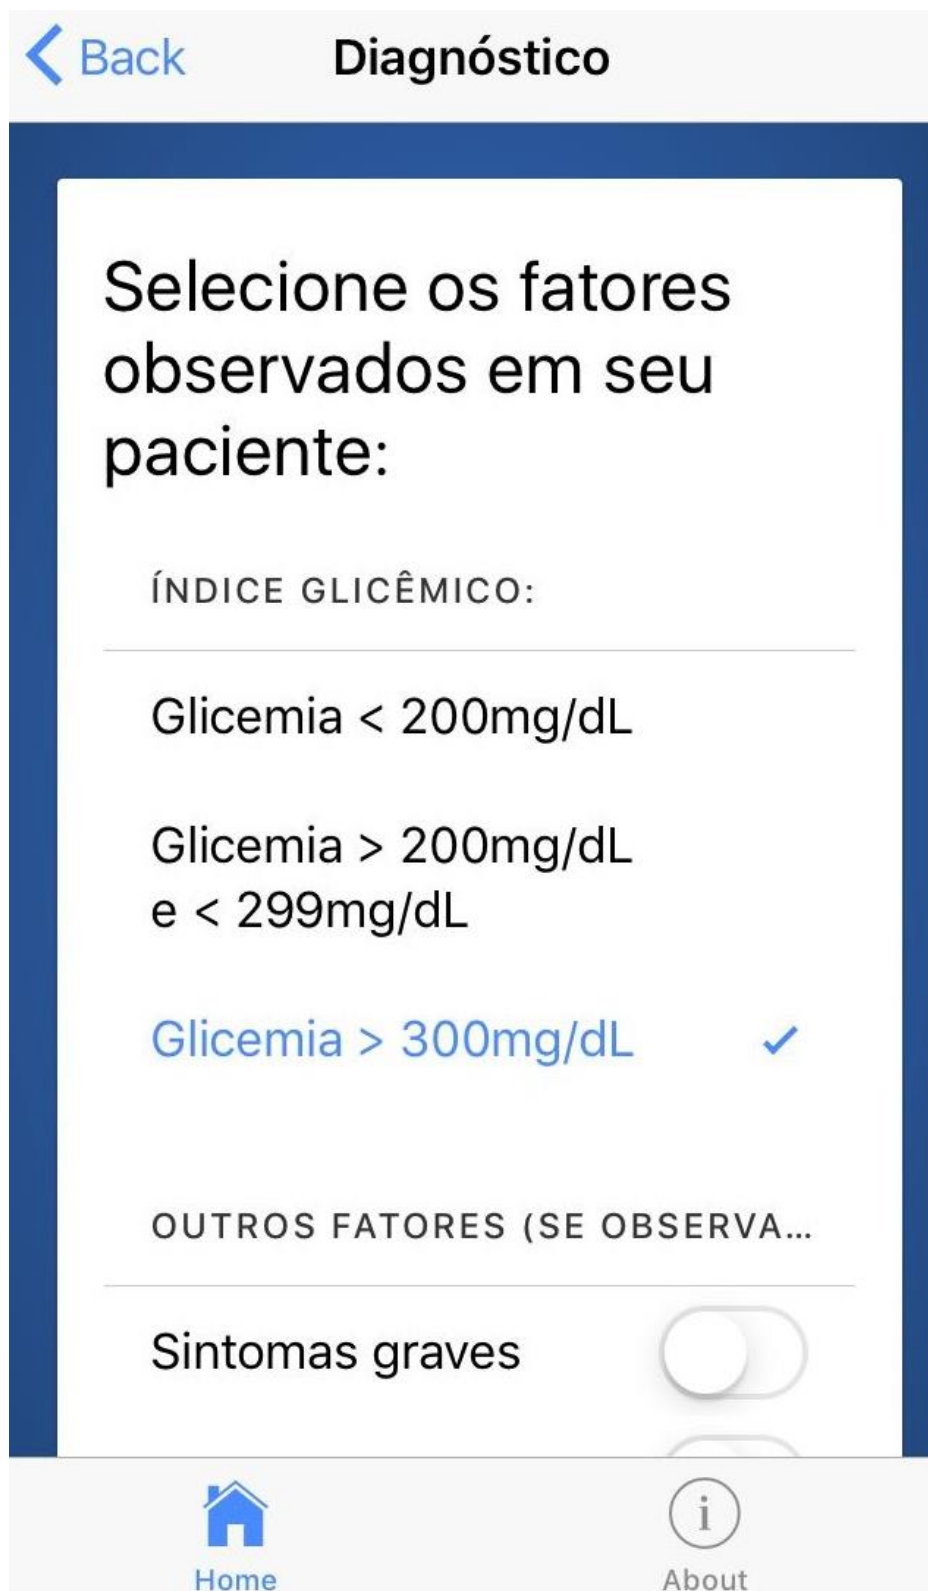 Back Diagnóstico
Selecione os fatores
observados em seu
paciente:
ÍNDICE GLICÊMICO:
Glicemia < 200mg/dL
Glicemia > 200mg/dL
e < 299mg/dL
Glicemia > 300mg/dL
OUTROS FATORES (SE OBSERVA...
Sintomas graves
Home About